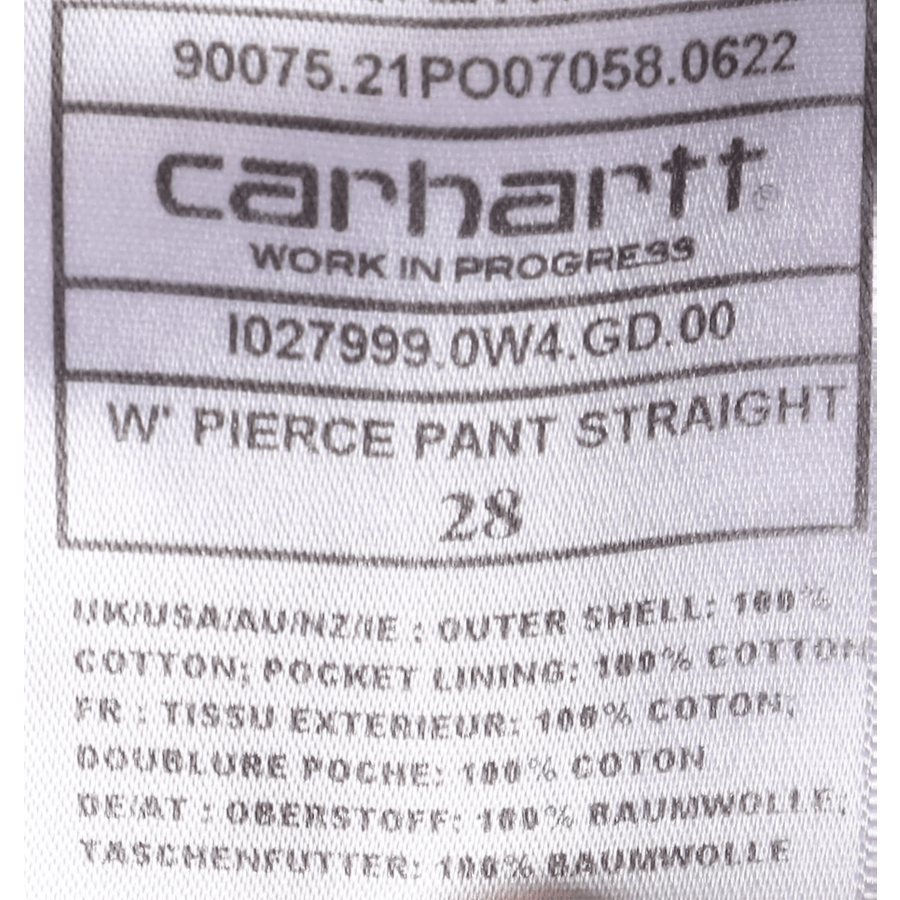 90075.21PO07058.0622
carhartt®
WORK IN PROGRESS
I027999.0W4.GD.00
W' PIERCE PANT STRAIGHT
28
UK/USA/AU/NZ/IE : OUTER SHELL: 100%
COTTON; POCKET LINING: 100% COTTON
FR : TISSU EXTERIEUR: 100% COTON;
DOUBLURE POCHE: 100% COTON
DE/AT : OBERSTOFF: 100% BAUMWOLLE;
TASCHENFUTTER: 100% BAUMWOLLE